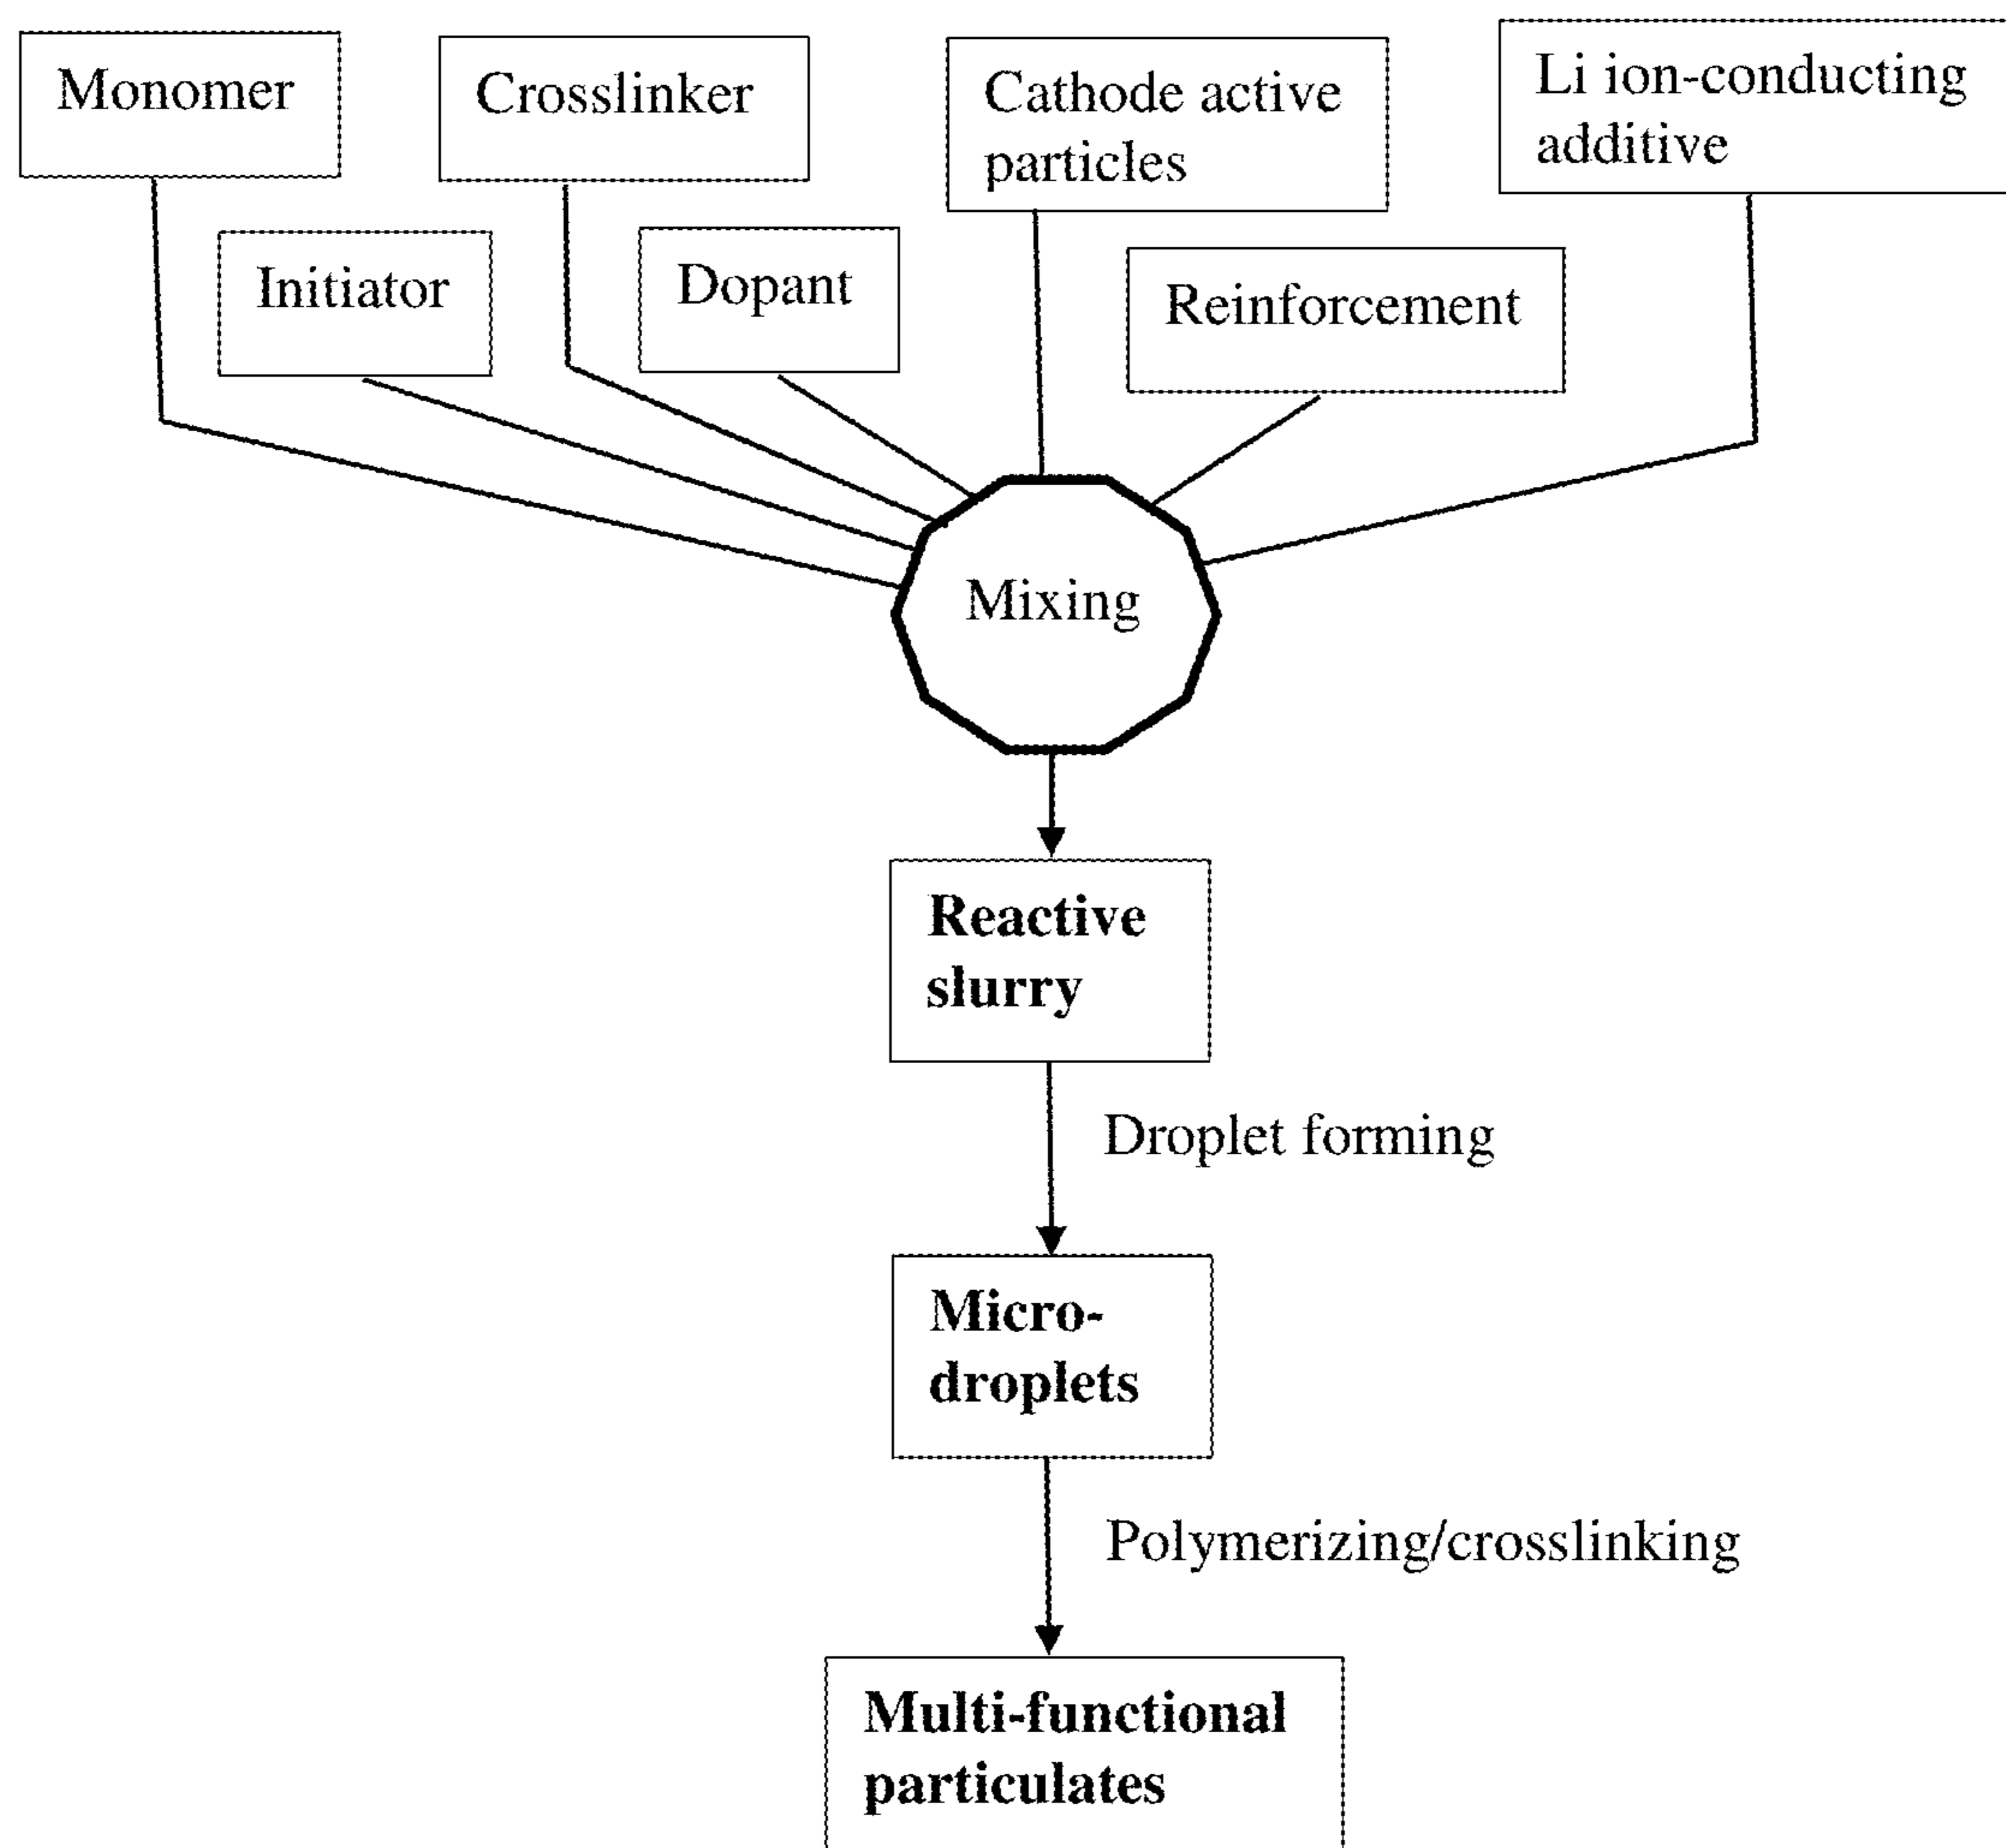 Monomer
Crosslinker
Cathode active
particles
Li ion-conducting
additive
Initiator
Dopant
Reinforcement
Mixing
Reactive
slurry
Droplet forming
Micro-
droplets
Polymerizing/crosslinking
Multi-functional
particulates